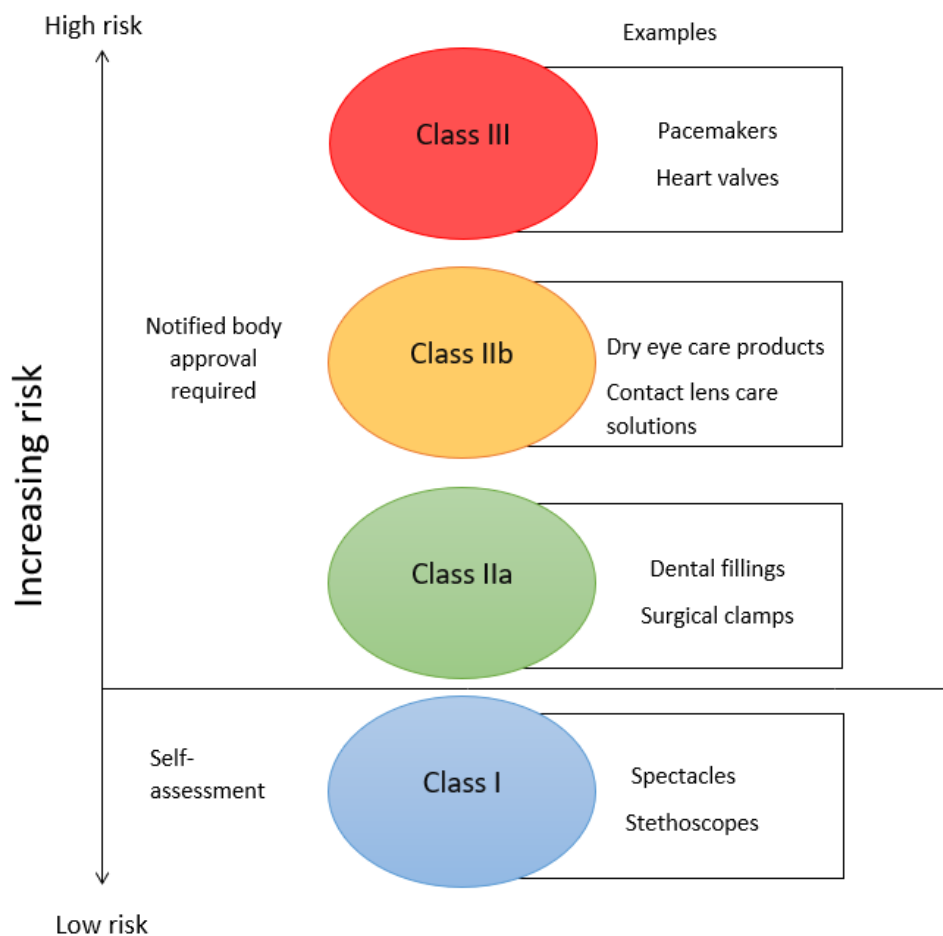 High risk
Examples
Class III
Pacemakers
Heart valves
Increasing risk
Notified body
approval
required
Class IIb
Dry eye care products
Contact lens care
solutions
Class IIa
Dental fillings
Surgical clamps
Self-
assessment
Class I
Spectacles
Stethoscopes
Low risk